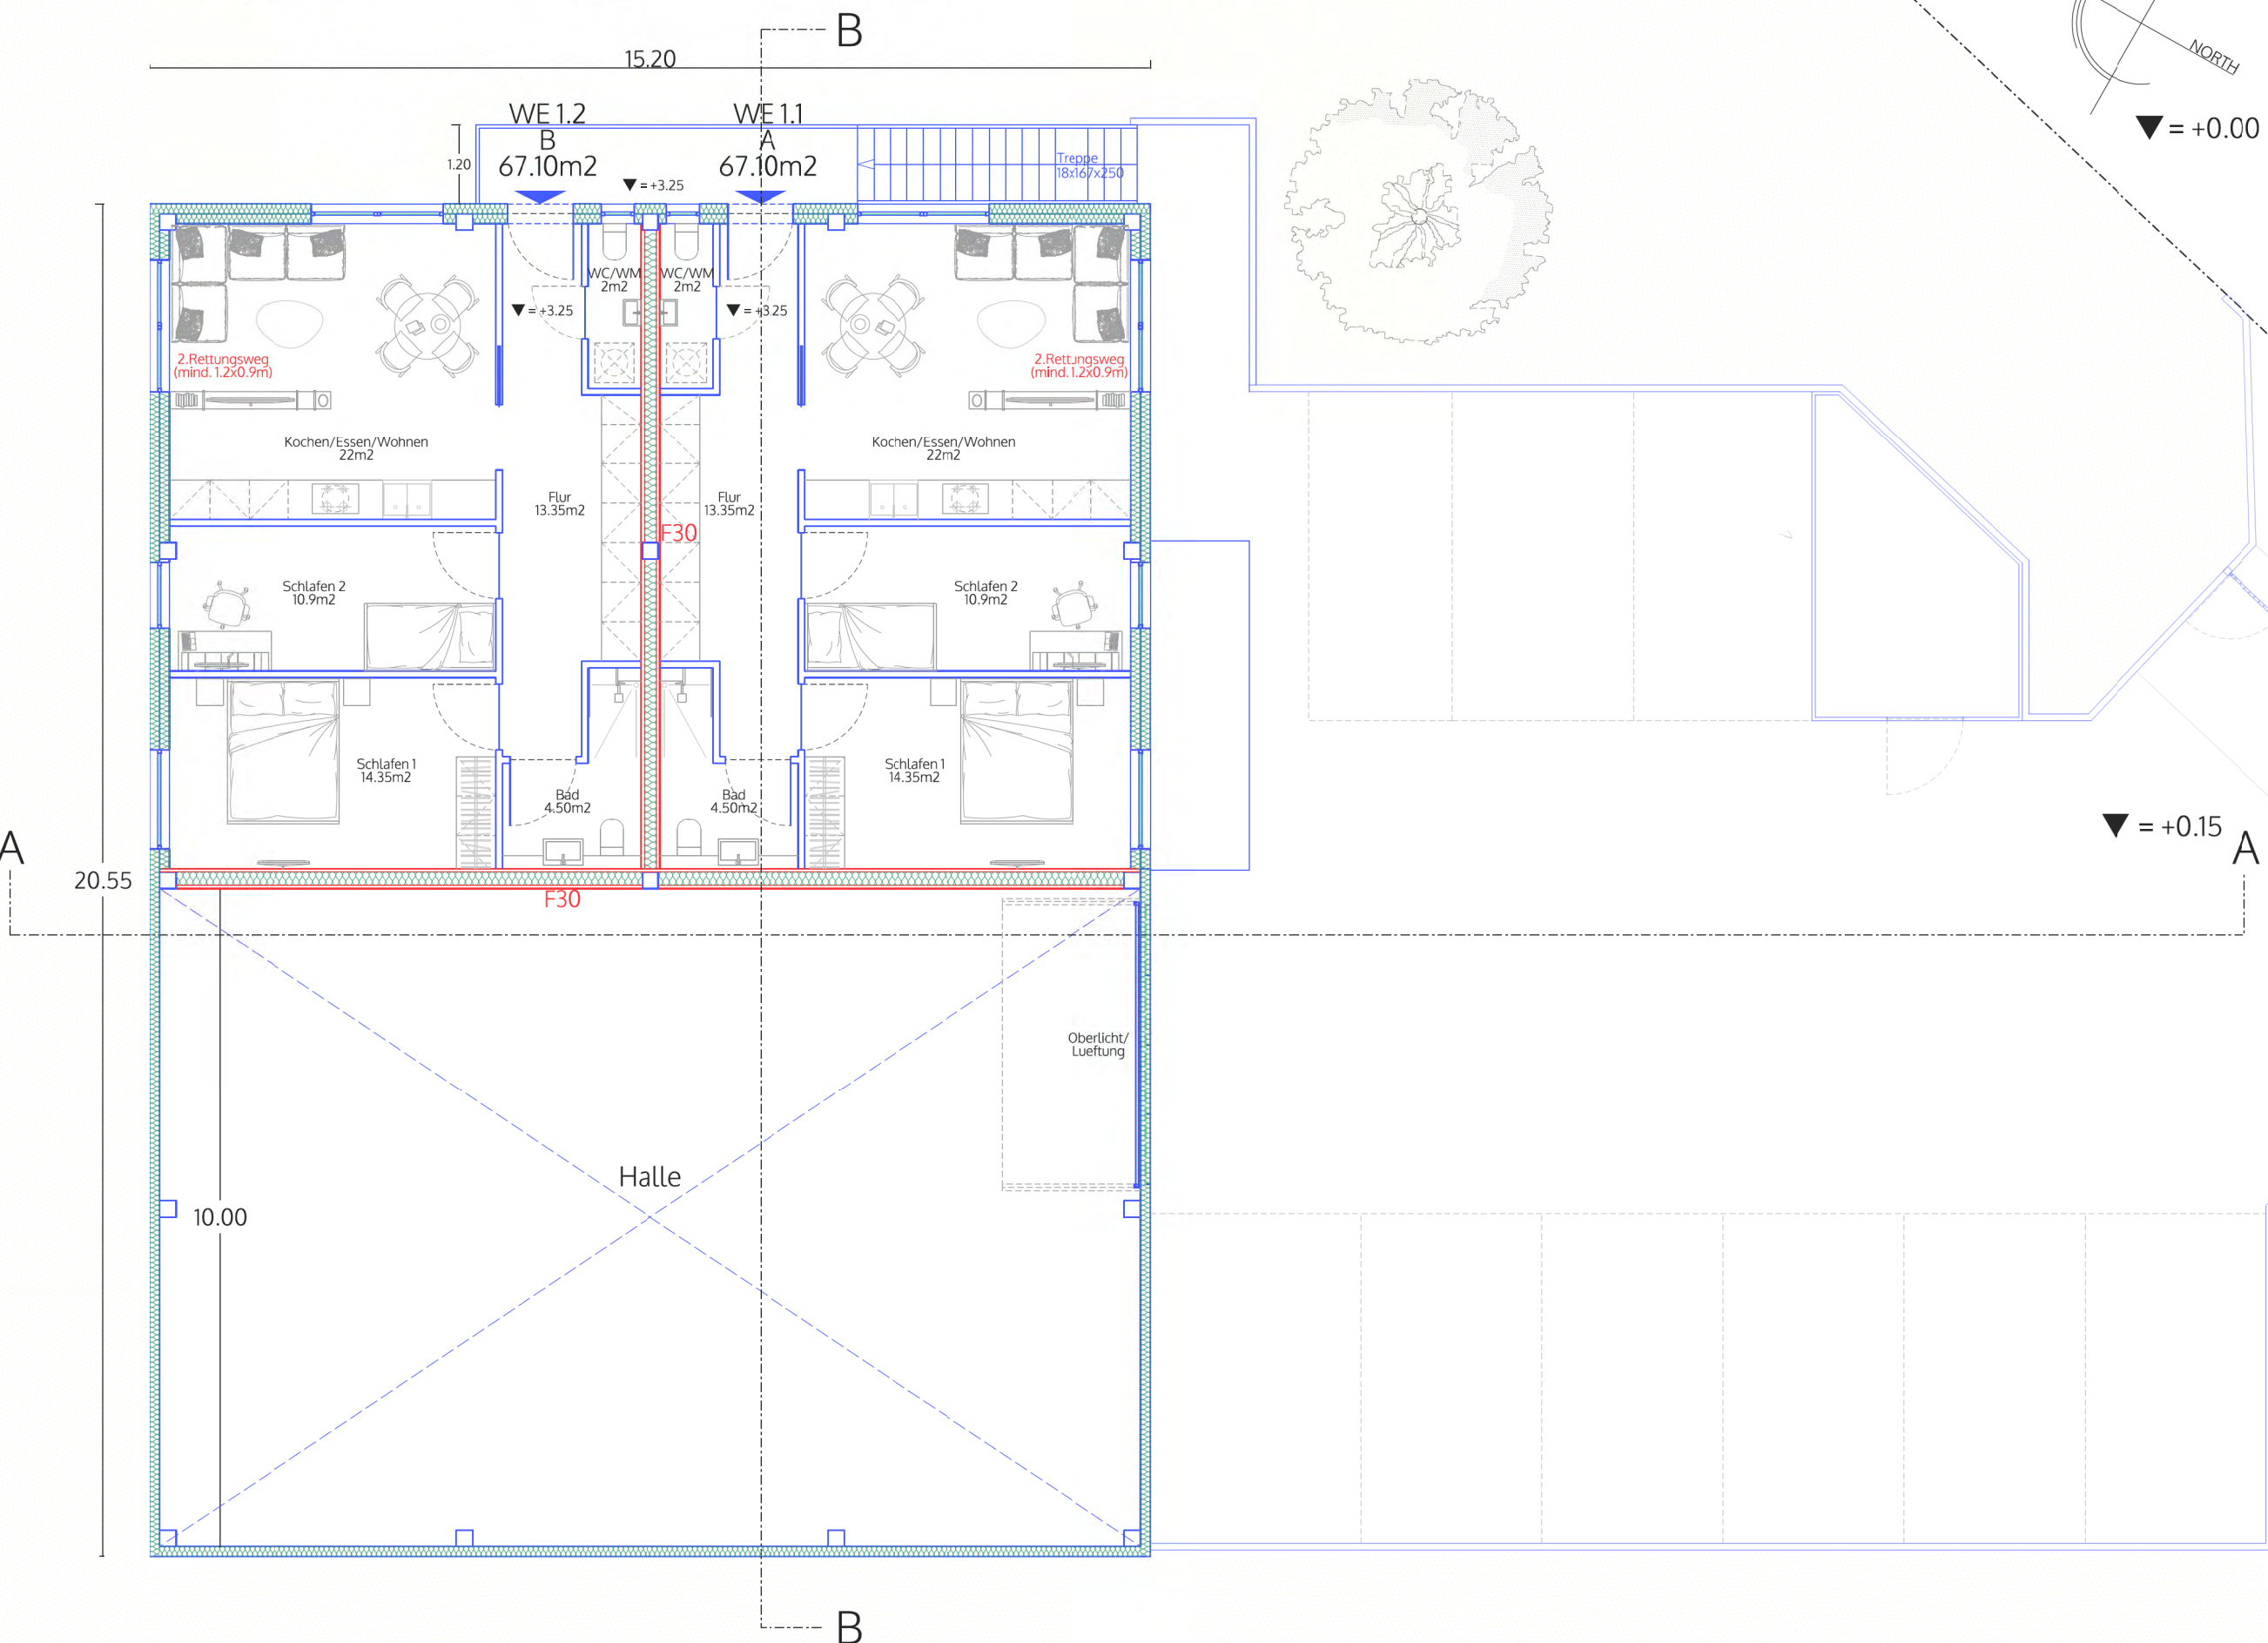 B
15.20
NORTH
WE 1.2
B
67.10m2
WE 1.1
A
67.10m2
= +0.00
1.20
Treppe
18x167x250
= +3.25
WC/WM
2m2
WC/WM
2m2
= +3.25
= +3.25
2.Rettungsweg
(mind. 1.2x0.9m)
2.Rettungsweg
(mind. 1.2x0.9m)
Kochen/Essen/Wohnen
22m2
Kochen/Essen/Wohnen
22m2
Flur
13.35m2
Flur
13.35m2
F30
Schlafen 2
10.9m2
Schlafen 2
10.9m2
Schlafen 1
14.35m2
Schlafen 1
14.35m2
Bad
4.50m2
Bad
4.50m2
= +0.15
A
A
20.55
F30
Oberlicht/
Lueftung
Halle
10.00
B